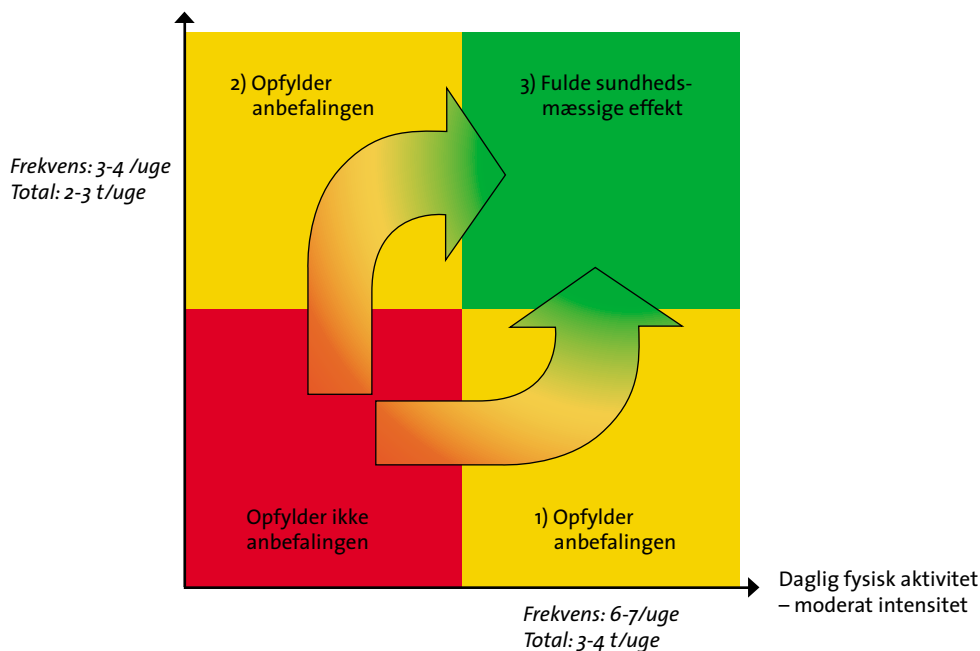 2) Opfylder
anbefalingen
3) Fulde sundheds-
mæssige effekt
Frekvens: 3-4 /uge
Total: 2-3 t/uge
Opfylder ikke
anbefalingen
1) Opfylder
anbefalingen
Daglig fysisk aktivitet
– moderat intensitet
Frekvens: 6-7/uge
Total: 3-4 t/uge